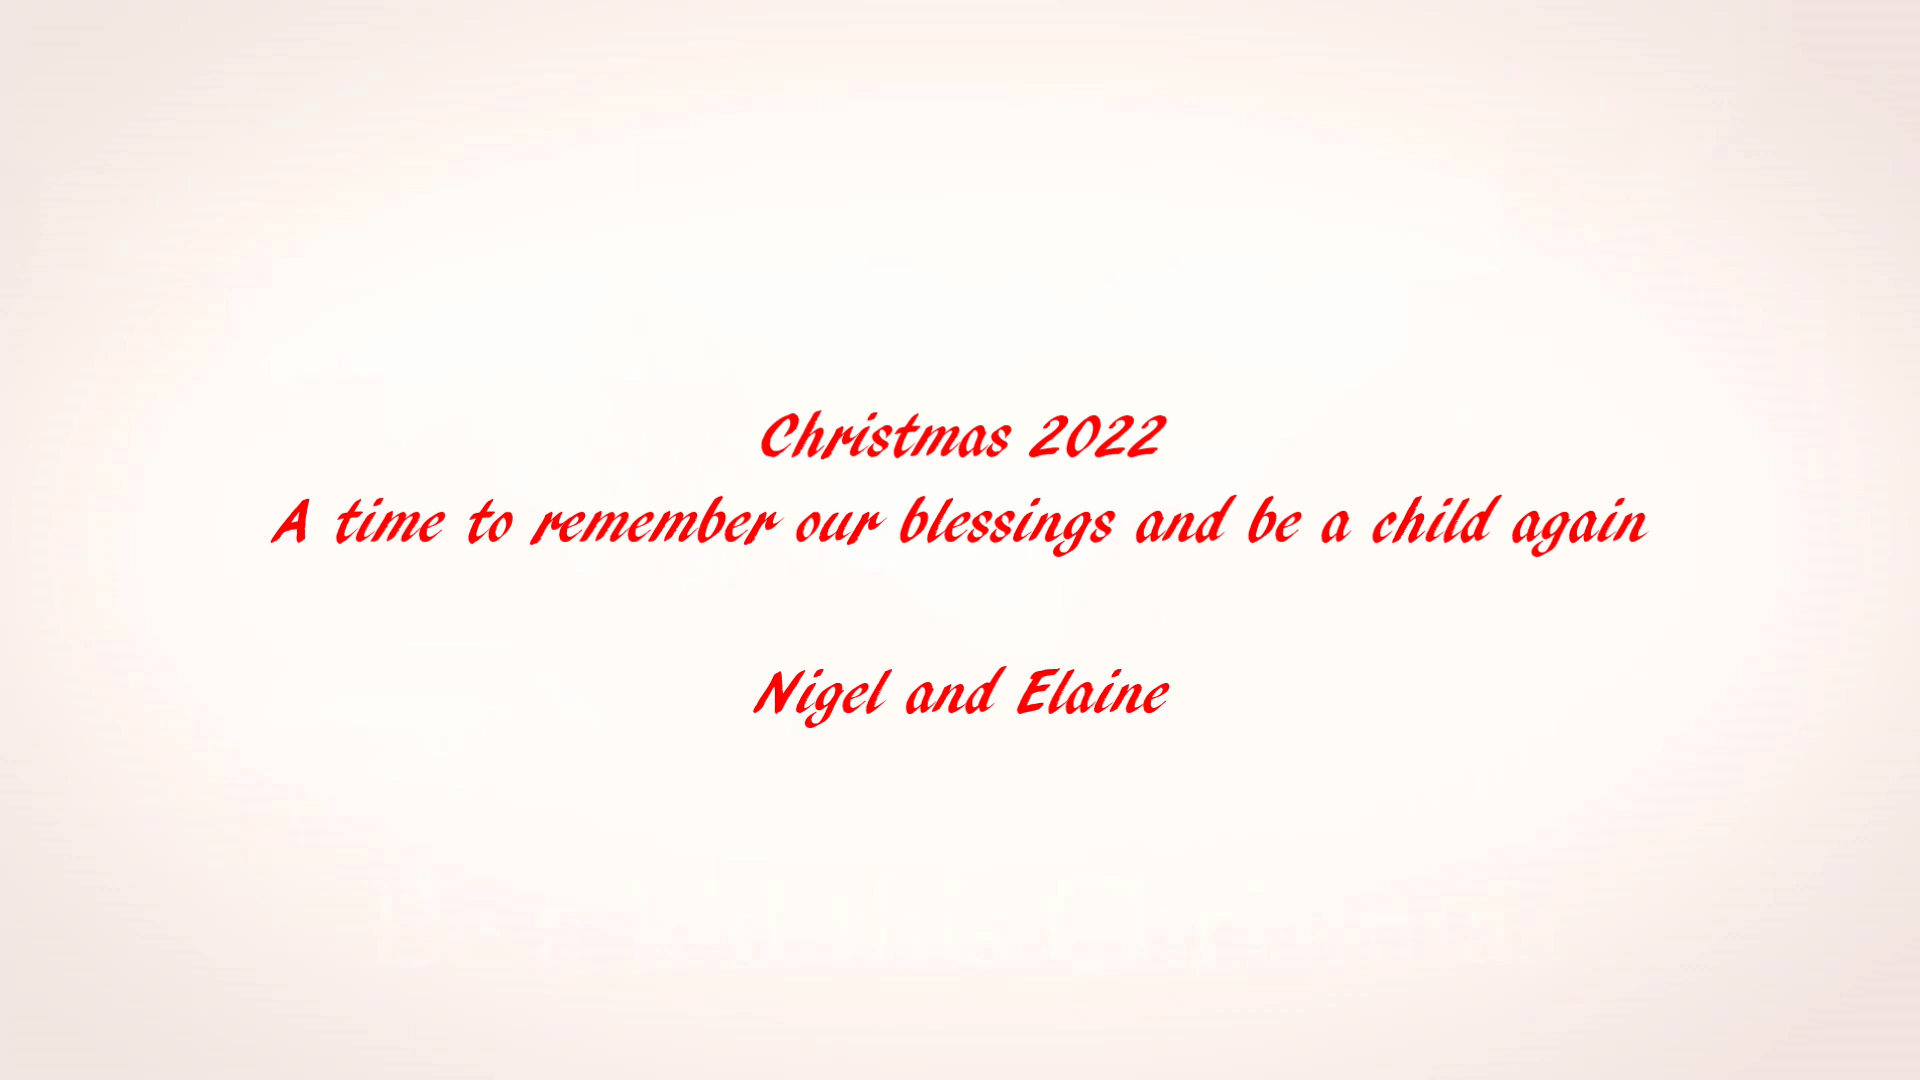 Christmas 2022
A time to remember our blessings and be a child again
Nigel and Elaine